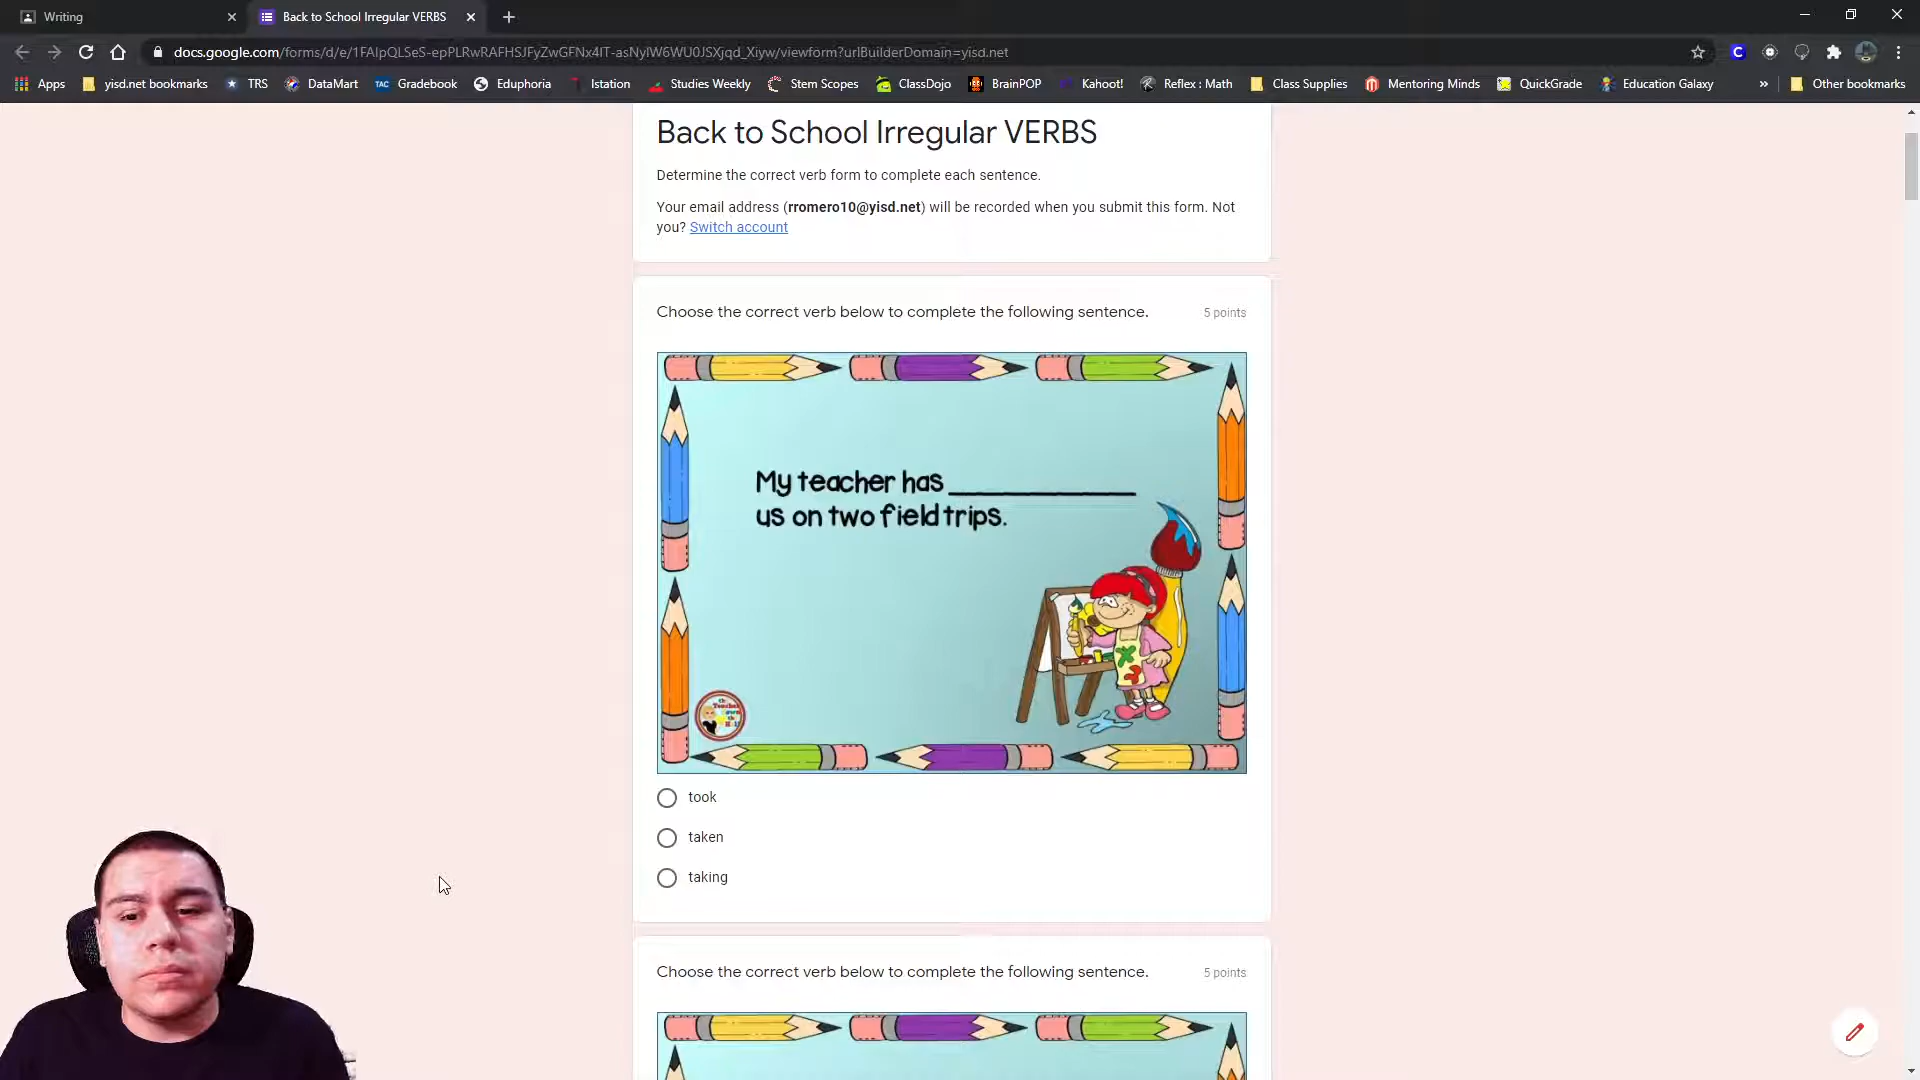 Writing
Back to School Irregular VERBS
docs.google.com/forms/d/e/1FAIpQLSeS-epPLRwRAFHSJFyZwGFNx4lT-asNylW6WU0JSXjqd_Xiyw/viewform?urlBuilderDomain=yisd.net
Apps yisd.net bookmarks TRS DataMart TAC Gradebook Eduphoria Istation Studies Weekly Stem Scopes ClassDojo BrainPOP Kahoot! Reflex : Math Class Supplies Mentoring Minds QuickGrade Education Galaxy » Other bookmarks
Back to School Irregular VERBS
Determine the correct verb form to complete each sentence.
Your email address (rromero10@yisd.net) will be recorded when you submit this form. Not
you? Switch account
Choose the correct verb below to complete the following sentence. 5 points
My teacher has ______________
us on two field trips.
took
taken
taking
Choose the correct verb below to complete the following sentence. 5 points